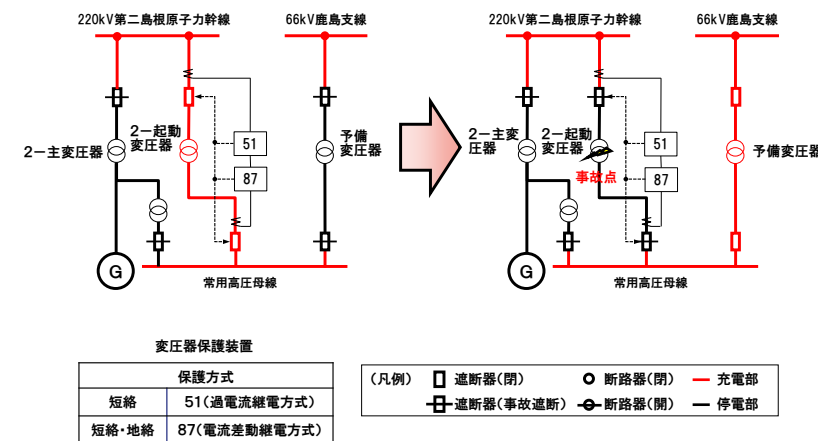 220kV第二島根原子力幹線
66kV鹿島支線
2－主変圧器
2－起動
変圧器
51
87
予備
変圧器
G
常用高圧母線
220kV第二島根原子力幹線
66kV鹿島支線
2－主変
圧器
2－起動
変圧器
事故点
51
87
予備変圧器
G
常用高圧母線
変圧器保護装置
保護方式
短絡 51(過電流継電方式)
短絡・地絡 87(電流差動継電方式)
(凡例) 遮断器(閉) 断路器(閉) 充電部
遮断器(事故遮断) 断路器(開) 停電部